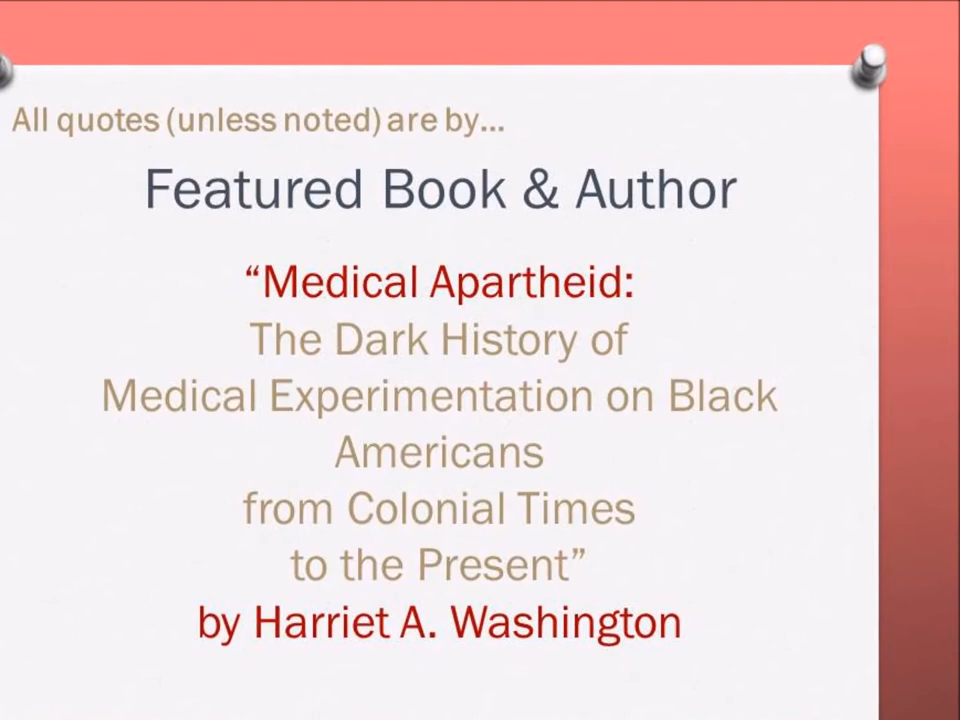 All quotes (unless noted) are by...
Featured Book & Author
“Medical Apartheid:
The Dark History of
Medical Experimentation on Black
Americans
from Colonial Times
to the Present”
by Harriet A. Washington